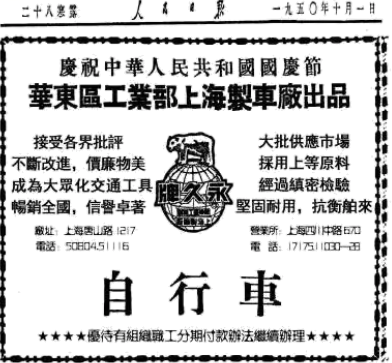 二十八寒露 人民日報 一九五〇年十月一日
慶祝中華人民共和國國慶節
華東區工業部上海製車廠出品
接受各界批評
不斷改進，價廉物美
成為大眾化交通工具
暢銷全國，信譽卓著
廠址：上海唐山路1217
電話：50804.51116
牌久永
大批供應市場
採用上等原料
經過縝密檢驗
堅固耐用，抗衡舶來
營業所：上海四川中路670
電話：17175.11030—28
自行車
★★★★優待有組織職工分期付款辦法繼續辦理★★★★